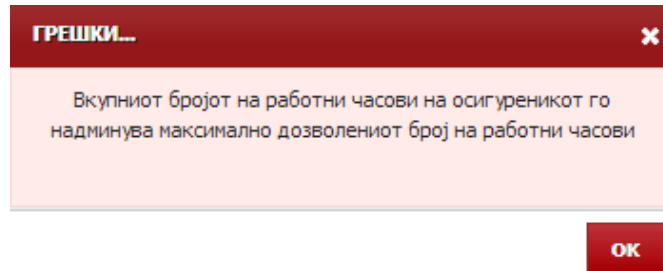 ГРЕШКИ...
Вкупниот бројот на работни часови на осигуреникот го
надминува максимално дозволениот број на работни часови
ОК